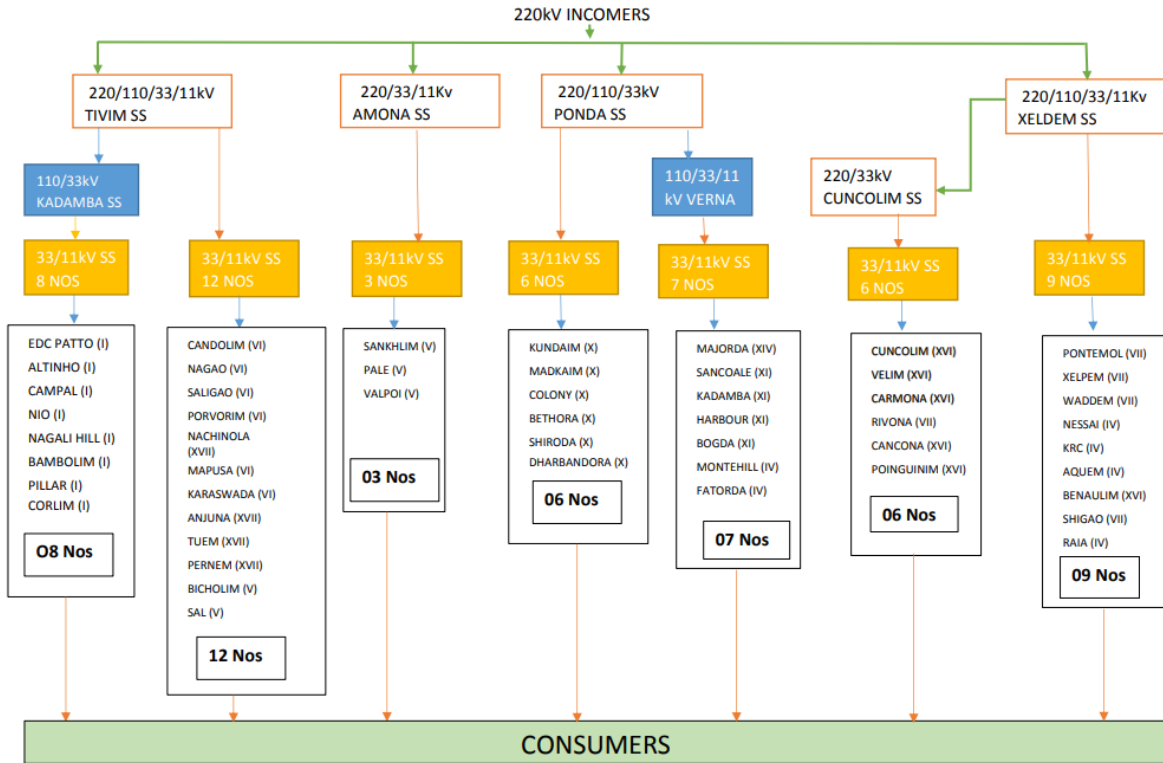 220kV INCOMERS
220/110/33/11kV
TIVIM SS
220/33/11Kv
AMONA SS
220/110/33kV
PONDA SS
220/110/33/11Kv
XELDEM SS
110/33kV
KADAMBA SS
110/33/11
kV VERNA
220/33kV
CUNCOLIM SS
33/11kV SS
8 NOS
33/11kV SS
12 NOS
33/11kV SS
3 NOS
33/11kV SS
6 NOS
33/11kV SS
7 NOS
33/11kV SS
6 NOS
33/11kV SS
9 NOS
EDC PATTO (I)
ALTINHO (I)
CAMPAL (I)
NIO (I)
NAGALI HILL (I)
BAMBOLIM (I)
PILLAR (I)
CORLIM (I)
O8 Nos
CANDOLIM (VI)
NAGAO (VI)
SALIGAO (VI)
PORVORIM (VI)
NACHINOLA
(XVII)
MAPUSA (VI)
KARASWADA (VI)
ANJUNA (XVII)
TUEM (XVII)
PERNEM (XVII)
BICHOLIM (V)
SAL (V)
12 Nos
SANKHLIM (V)
PALE (V)
VALPOI (V)
03 Nos
KUNDAIM (X)
MADKAIM (X)
COLONY (X)
BETHORA (X)
SHIRODA (X)
DHARBANDORA (X)
06 Nos
MAJORDA (XIV)
SANCOALE (XI)
KADAMBA (XI)
HARBOUR (XI)
BOGDA (XI)
MONTEHILL (IV)
FATORDA (IV)
07 Nos
CUNCOLIM (XVI)
VELIM (XVI)
CARMONA (XVI)
RIVONA (VII)
CANCONA (XVI)
POINGUINIM (XVI)
06 Nos
PONTEMOL (VII)
XELPEM (VII)
WADDEM (VII)
NESSAI (IV)
KRC (IV)
AQUEM (IV)
BENAULIM (XVI)
SHIGAO (VII)
RAIA (IV)
09 Nos
CONSUMERS